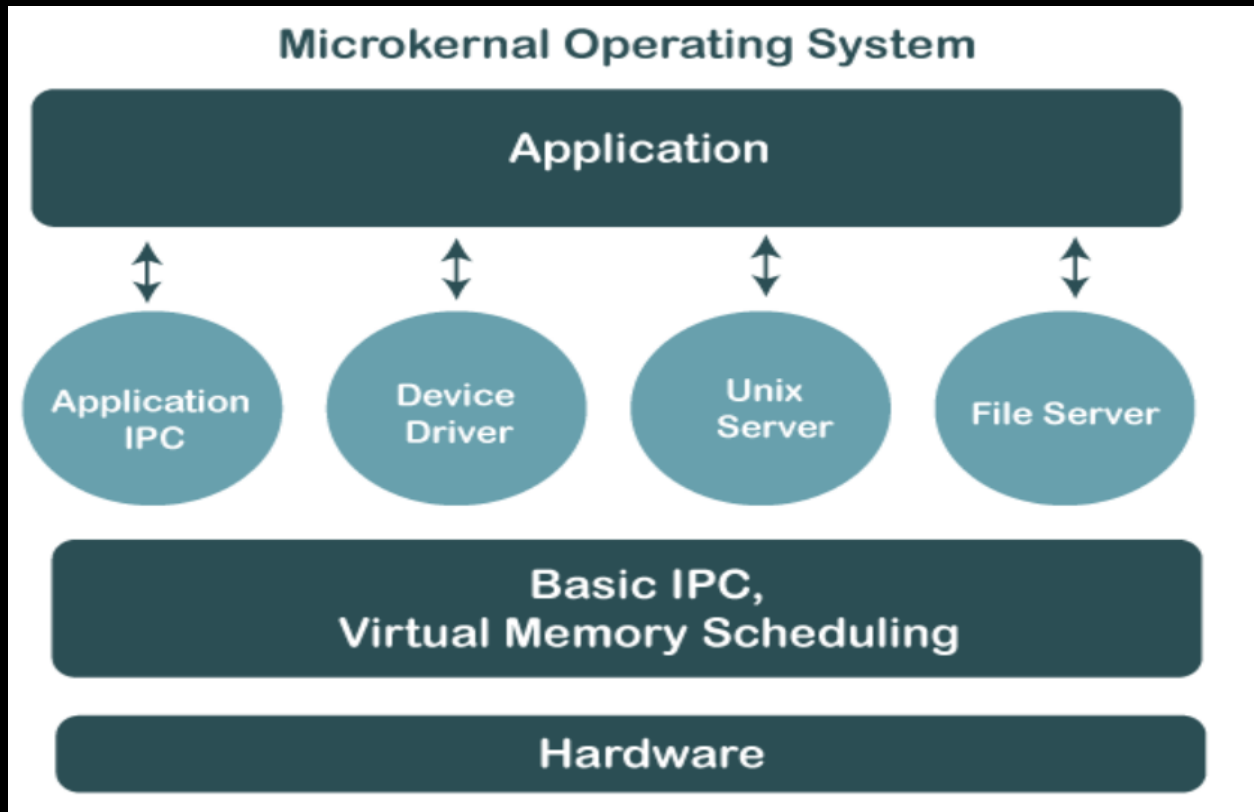 Microkernal Operating System
Application
Application
IPC
Device
Driver
Unix
Server
File Server
Basic IPC,
Virtual Memory Scheduling
Hardware